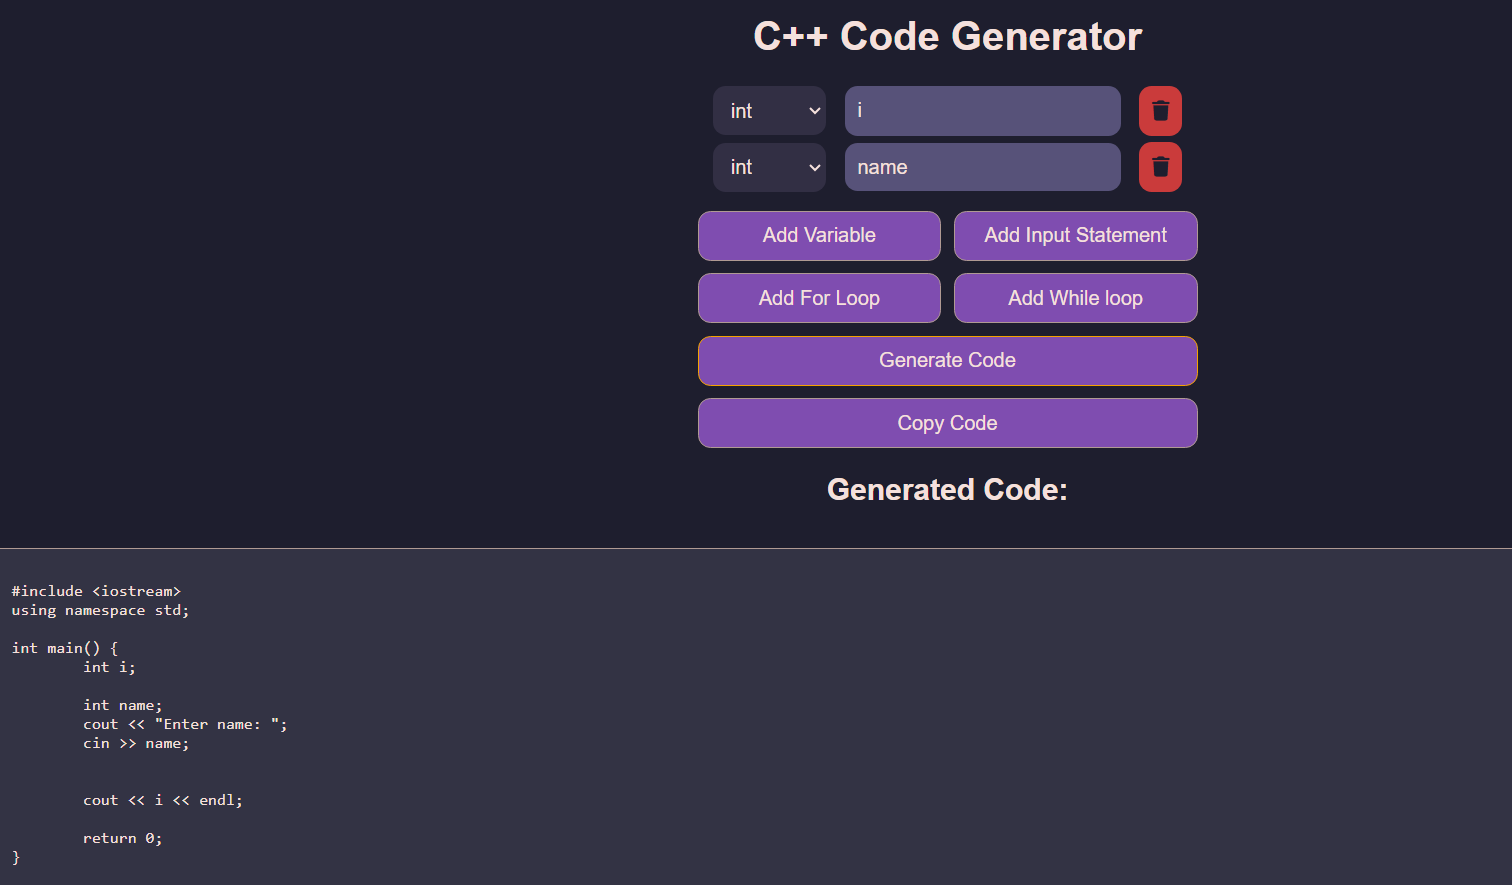 C++ Code Generator
int i
int name
Add Variable Add Input Statement
Add For Loop Add While loop
Generate Code
Copy Code
Generated Code:
#include <iostream>
using namespace std;
int main() {
int i;
int name;
cout << "Enter name: ";
cin >> name;
cout << i << endl;
return 0;
}